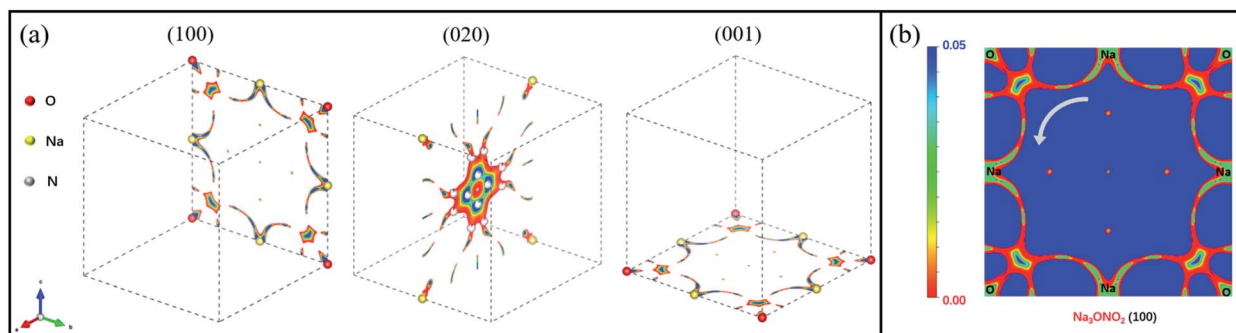 (a)
(100)
(020)
(001)
O
Na
N
c
a
b
(b)
0.05
0.00
O
Na
O
Na
Na
O
Na
O
Na₃ONO₂ (100)